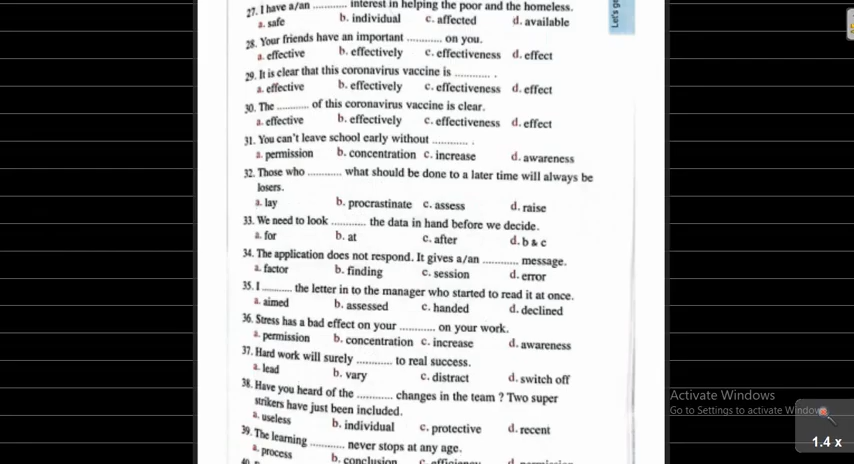 27. I have a/an ............ interest in helping the poor and the homeless.
a. safe b. individual c. affected d. available
28. Your friends have an important ............ on you.
a. effective b. effectively c. effectiveness d. effect
29. It is clear that this coronavirus vaccine is ............ .
a. effective b. effectively c. effectiveness d. effect
30. The ............ of this coronavirus vaccine is clear.
a. effective b. effectively c. effectiveness d. effect
31. You can't leave school early without ............ .
a. permission b. concentration c. increase d. awareness
32. Those who ............ what should be done to a later time will always be
losers.
a. lay b. procrastinate c. assess d. raise
33. We need to look ............ the data in hand before we decide.
a. for b. at c. after d. b & c
34. The application does not respond. It gives a/an ............ message.
a. factor b. finding c. session d. error
35. I ............ the letter in to the manager who started to read it at once.
a. aimed b. assessed c. handed d. declined
36. Stress has a bad effect on your ............ on your work.
a. permission b. concentration c. increase d. awareness
37. Hard work will surely ............ to real success.
a. lead b. vary c. distract d. switch off
38. Have you heard of the ............ changes in the team ? Two super
strikers have just been included.
a. useless b. individual c. protective d. recent
39. The learning ............ never stops at any age.
a. process b. conclusion c. efficiency d. permission
40.
Let's ge
Activate Windows
Go to Settings to activate Windows
1.4 x